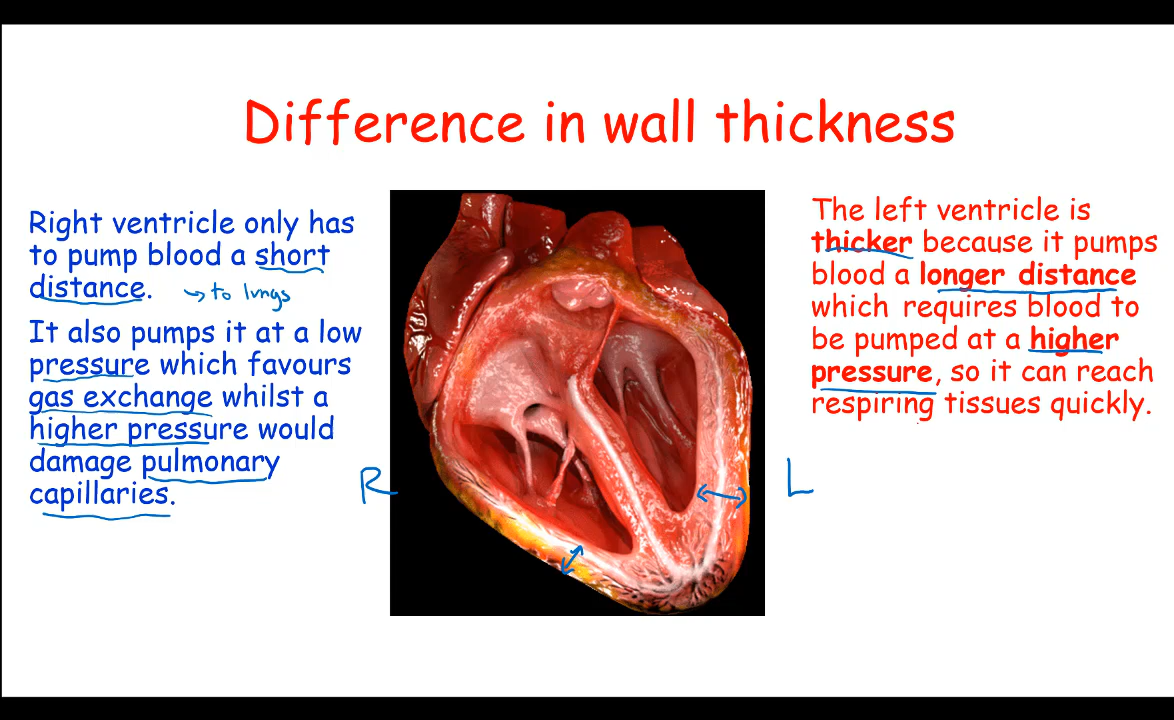 Difference in wall thickness
Right ventricle only has
to pump blood a short
distance.
↳ to lungs
It also pumps it at a low
pressure which favours
gas exchange whilst a
higher pressure would
damage pulmonary
capillaries.
R
The left ventricle is
thicker because it pumps
blood a longer distance
which requires blood to
be pumped at a higher
pressure, so it can reach
respiring tissues quickly.
L